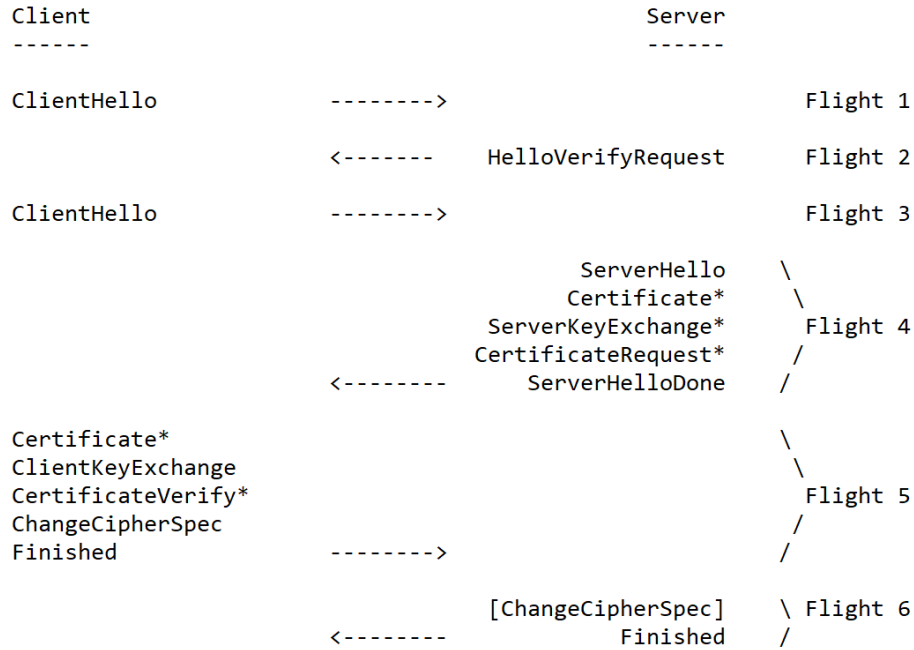 Client                                          Server
------                                          ------
ClientHello             -------->                           Flight 1
                        <-------    HelloVerifyRequest      Flight 2
ClientHello             -------->                           Flight 3
                                           ServerHello    \
                                          Certificate*     \
                                    ServerKeyExchange*      Flight 4
                                   CertificateRequest*     /
                        <--------      ServerHelloDone    /
Certificate*                                              \
ClientKeyExchange                                          \
CertificateVerify*                                          Flight 5
ChangeCipherSpec                                           /
Finished                -------->                         /
                                    [ChangeCipherSpec]    \ Flight 6
                        <--------             Finished    /